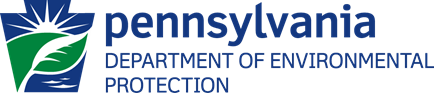 pennsylvania
DEPARTMENT OF ENVIRONMENTAL
PROTECTION